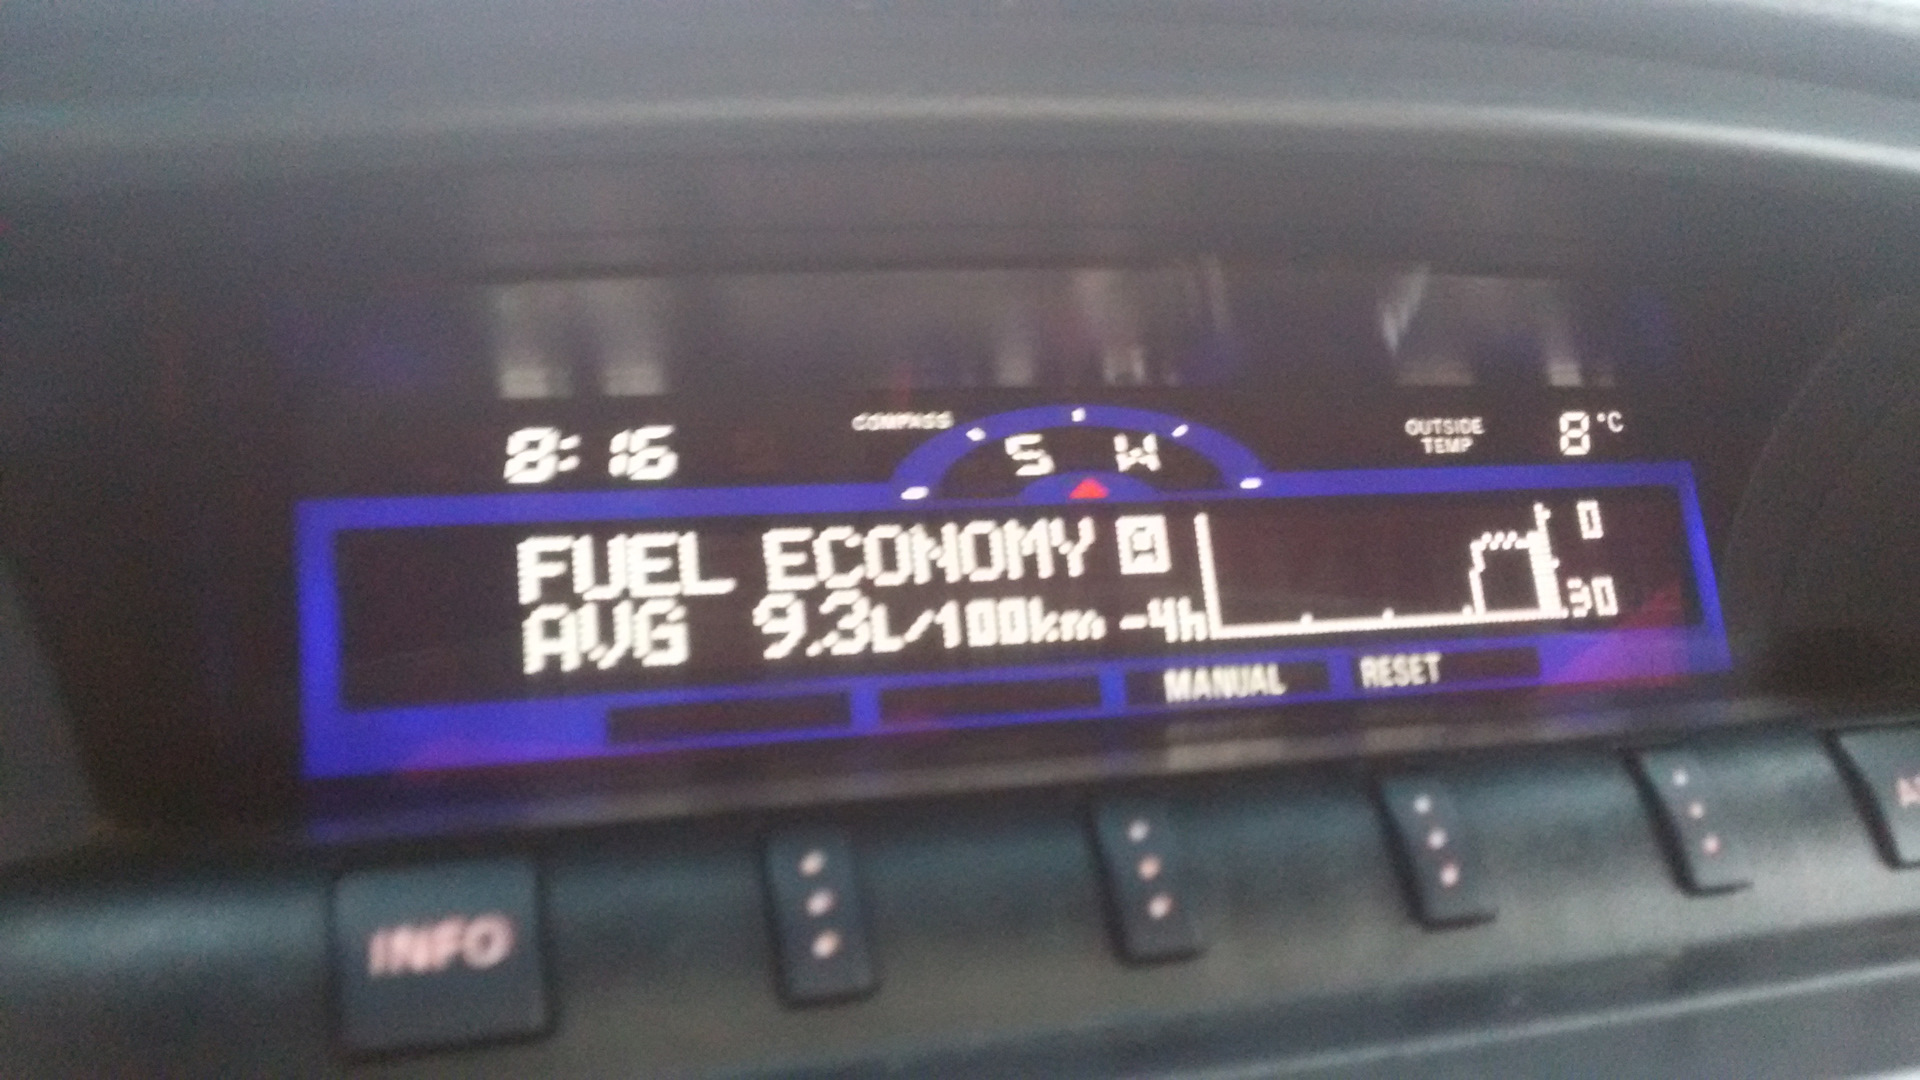 8:16
COMPASS
S W
OUTSIDE
TEMP
8°C
FUEL ECONOMY A
AVG 9.3L/100km -4h
0
30
MANUAL
RESET
INFO